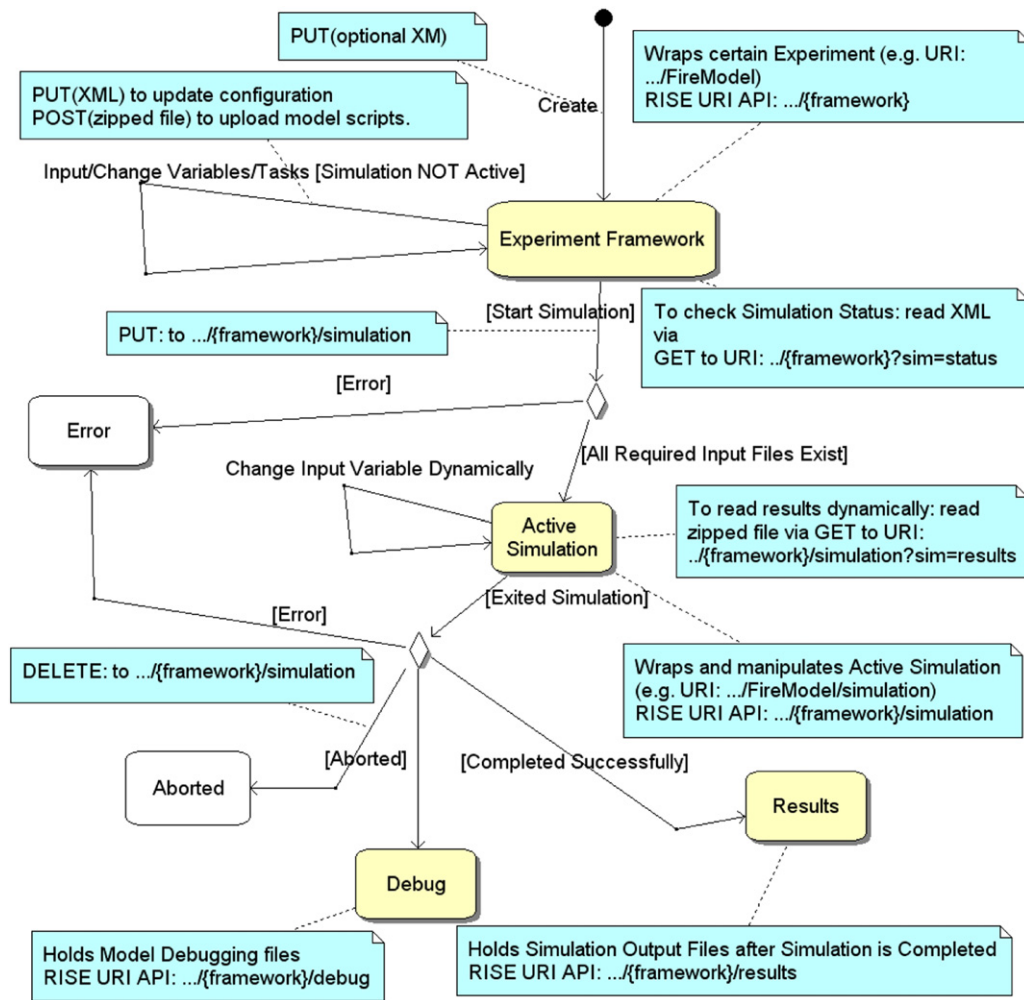 PUT(optional XM)
Wraps certain Experiment (e.g. URI:
.../FireModel)
RISE URI API: .../{framework}
PUT(XML) to update configuration
POST(zipped file) to upload model scripts.
Create
Input/Change Variables/Tasks [Simulation NOT Active]
Experiment Framework
[Start Simulation]
To check Simulation Status: read XML
via
GET to URI: ../{framework}?sim=status
PUT: to .../{framework}/simulation
[Error]
Error
[All Required Input Files Exist]
Change Input Variable Dynamically
Active
Simulation
To read results dynamically: read
zipped file via GET to URI:
../{framework}/simulation?sim=results
[Exited Simulation]
[Error]
DELETE: to .../{framework}/simulation
Wraps and manipulates Active Simulation
(e.g. URI: .../FireModel/simulation)
RISE URI API: .../{framework}/simulation
[Aborted]
[Completed Successfully]
Aborted
Results
Debug
Holds Model Debugging files
RISE URI API: .../{framework}/debug
Holds Simulation Output Files after Simulation is Completed
RISE URI API: .../{framework}/results